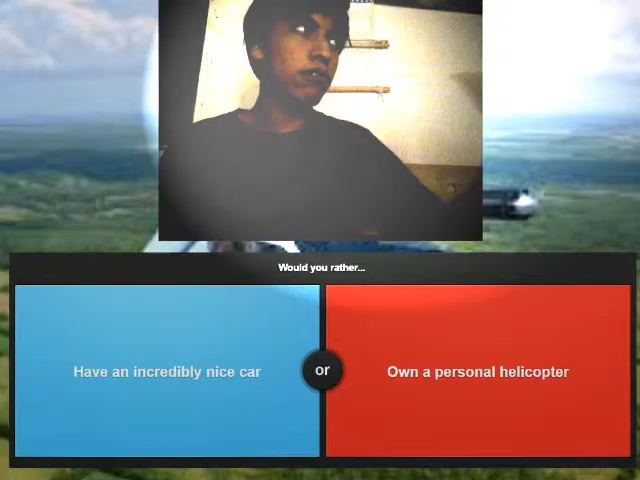 Would you rather...
Have an incredibly nice car
or
Own a personal helicopter